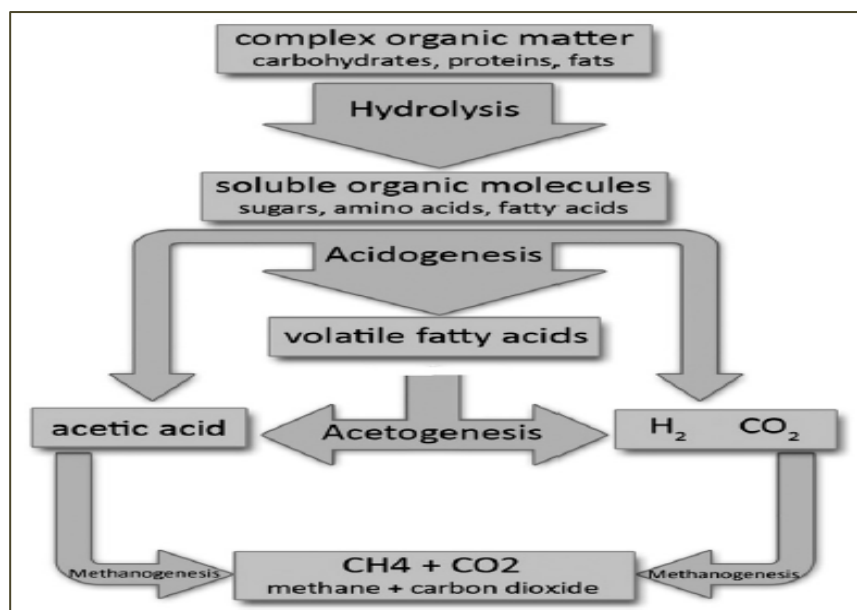 complex organic matter
carbohydrates, proteins, fats
Hydrolysis
soluble organic molecules
sugars, amino acids, fatty acids
Acidogenesis
volatile fatty acids
acetic acid
Acetogenesis
H₂ CO₂
Methanogenesis
CH4 + CO2
methane + carbon dioxide
Methanogenesis